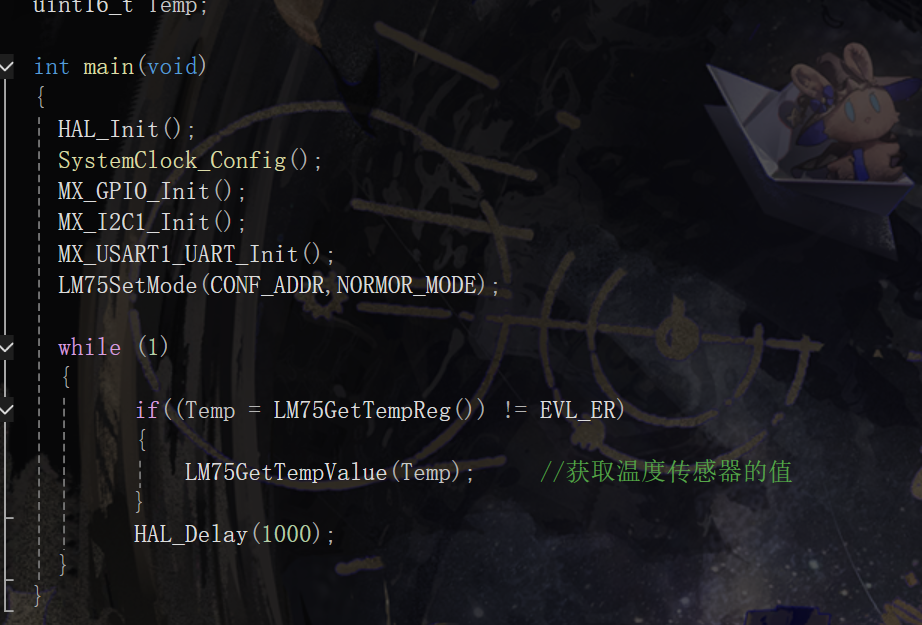 uint16_t Temp;
int main(void)
{
HAL_Init();
SystemClock_Config();
MX_GPIO_Init();
MX_I2C1_Init();
MX_USART1_UART_Init();
LM75SetMode(CONF_ADDR,NORMOR_MODE);
while (1)
{
if((Temp = LM75GetTempReg()) != EVL_ER)
{
LM75GetTempValue(Temp); //获取温度传感器的值
}
HAL_Delay(1000);
}
}